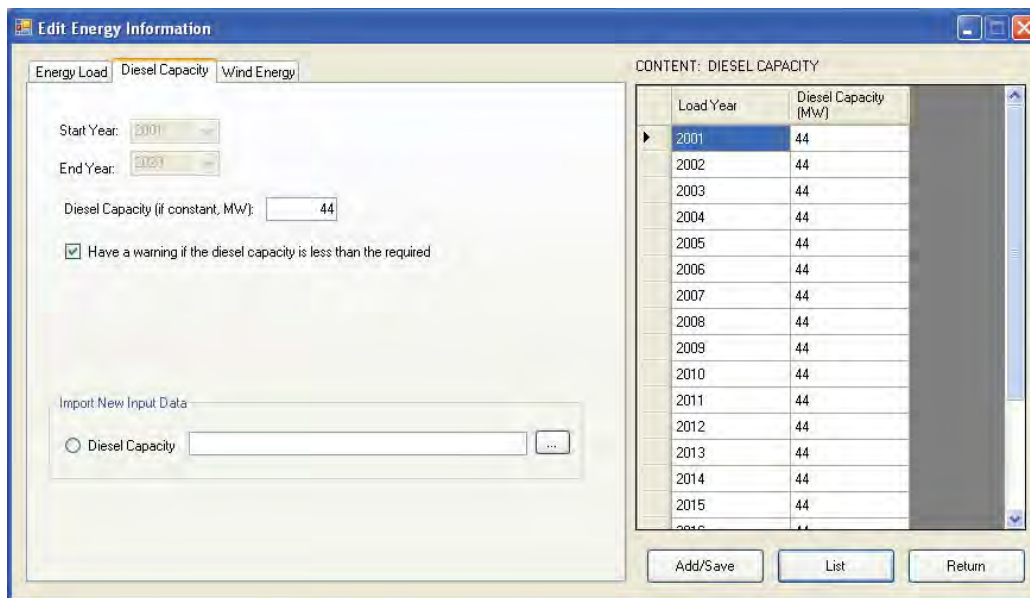 Edit Energy Information
Energy Load Diesel Capacity Wind Energy
Start Year: 2001
End Year:
Diesel Capacity (if constant, MW): 44
Have a warning if the diesel capacity is less than the required
Import New Input Data
Diesel Capacity ...
CONTENT: DIESEL CAPACITY
Load Year Diesel Capacity
(MW)
2001 44
2002 44
2003 44
2004 44
2005 44
2006 44
2007 44
2008 44
2009 44
2010 44
2011 44
2012 44
2013 44
2014 44
2015 44
Add/Save List Return